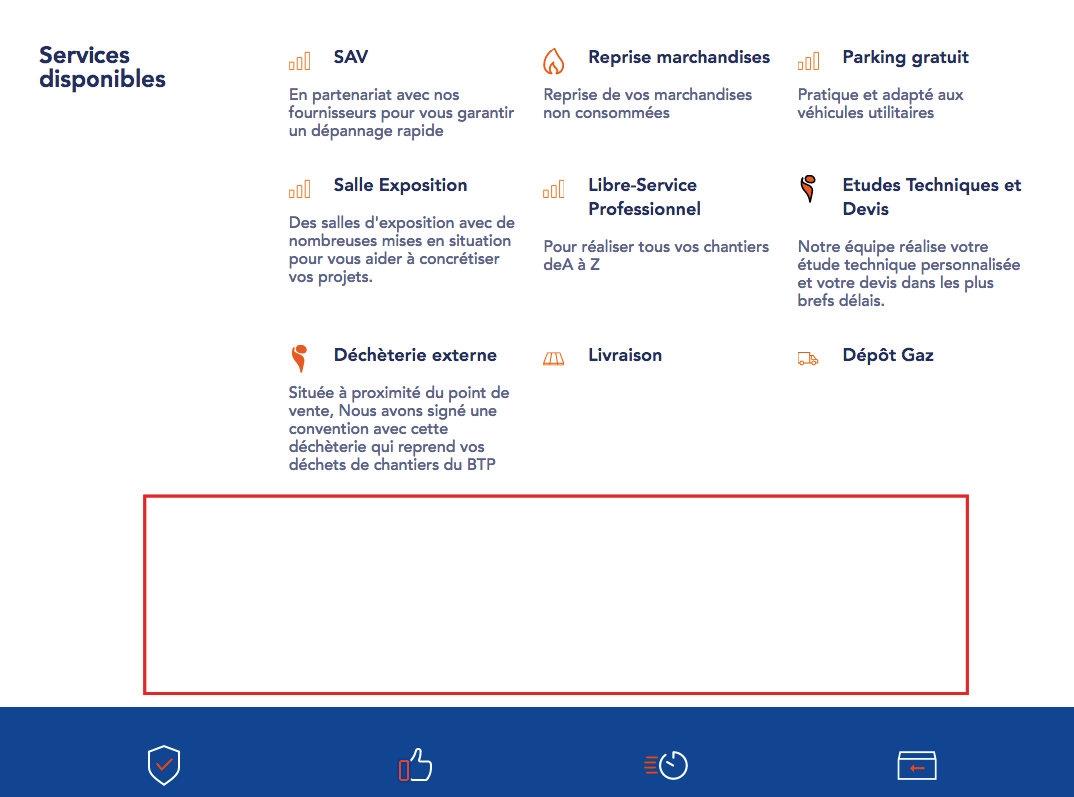 Services
disponibles
SAV
En partenariat avec nos
fournisseurs pour vous garantir
un dépannage rapide
Reprise marchandises
Reprise de vos marchandises
non consommées
Parking gratuit
Pratique et adapté aux
véhicules utilitaires
Salle Exposition
Des salles d'exposition avec de
nombreuses mises en situation
pour vous aider à concrétiser
vos projets.
Libre-Service
Professionnel
Pour réaliser tous vos chantiers
deA à Z
Etudes Techniques et
Devis
Notre équipe réalise votre
étude technique personnalisée
et votre devis dans les plus
brefs délais.
Déchèterie externe
Située à proximité du point de
vente, Nous avons signé une
convention avec cette
déchèterie qui reprend vos
déchets de chantiers du BTP
Livraison
Dépôt Gaz